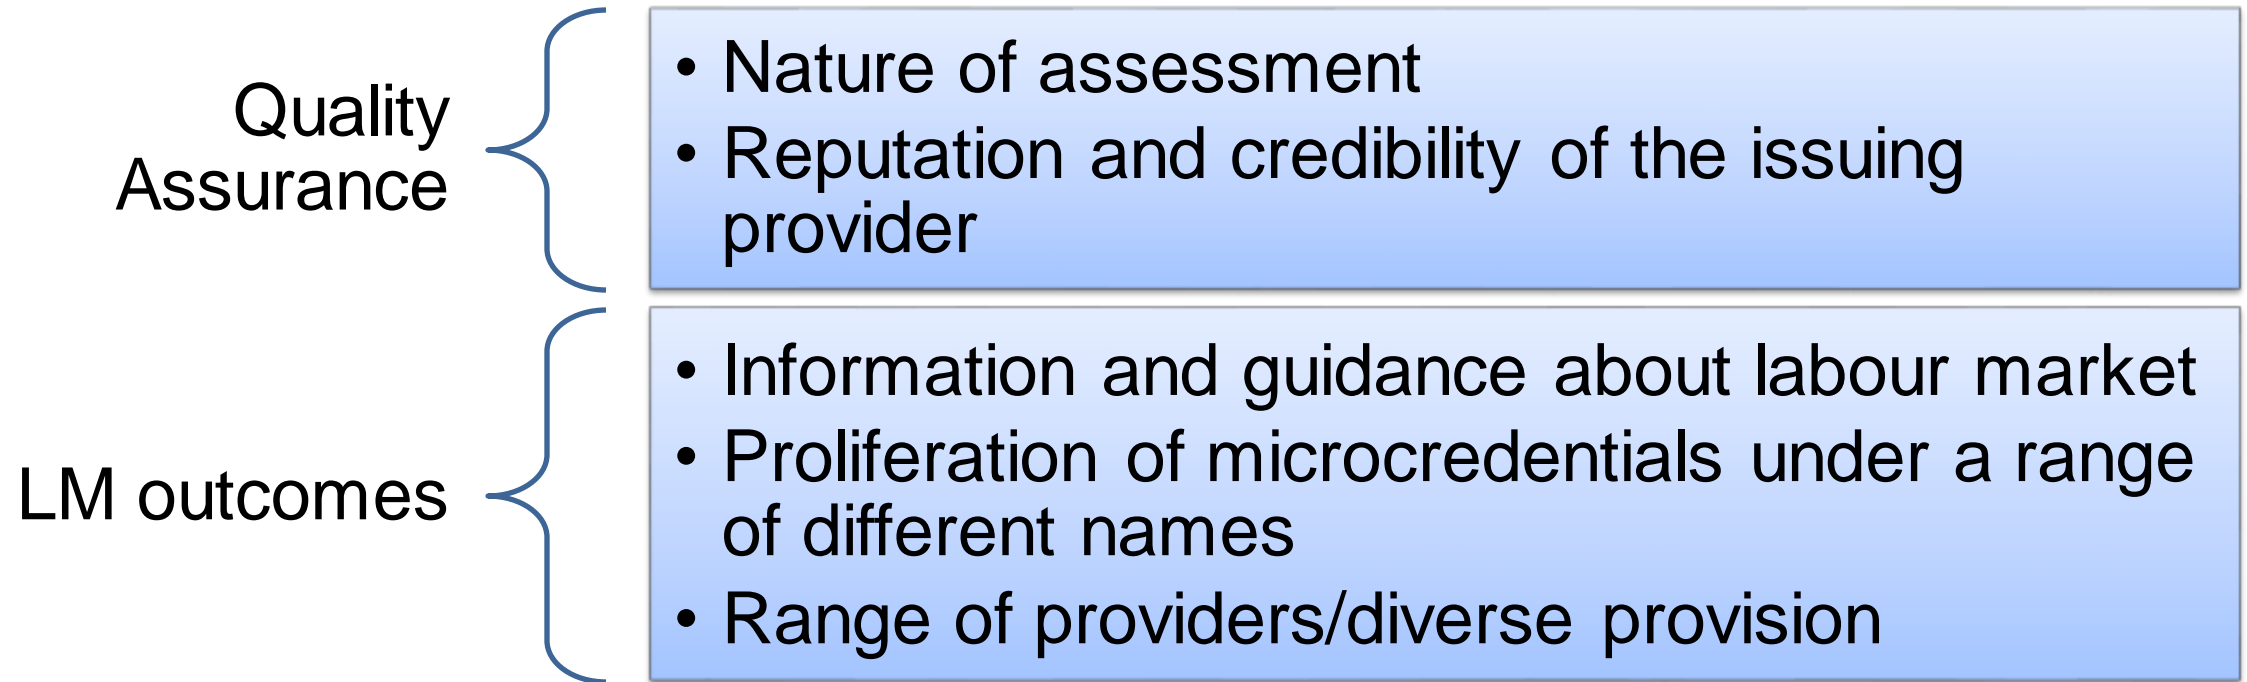 Quality
Assurance
• Nature of assessment
• Reputation and credibility of the issuing
provider
LM outcomes
• Information and guidance about labour market
• Proliferation of microcredentials under a range
of different names
• Range of providers/diverse provision